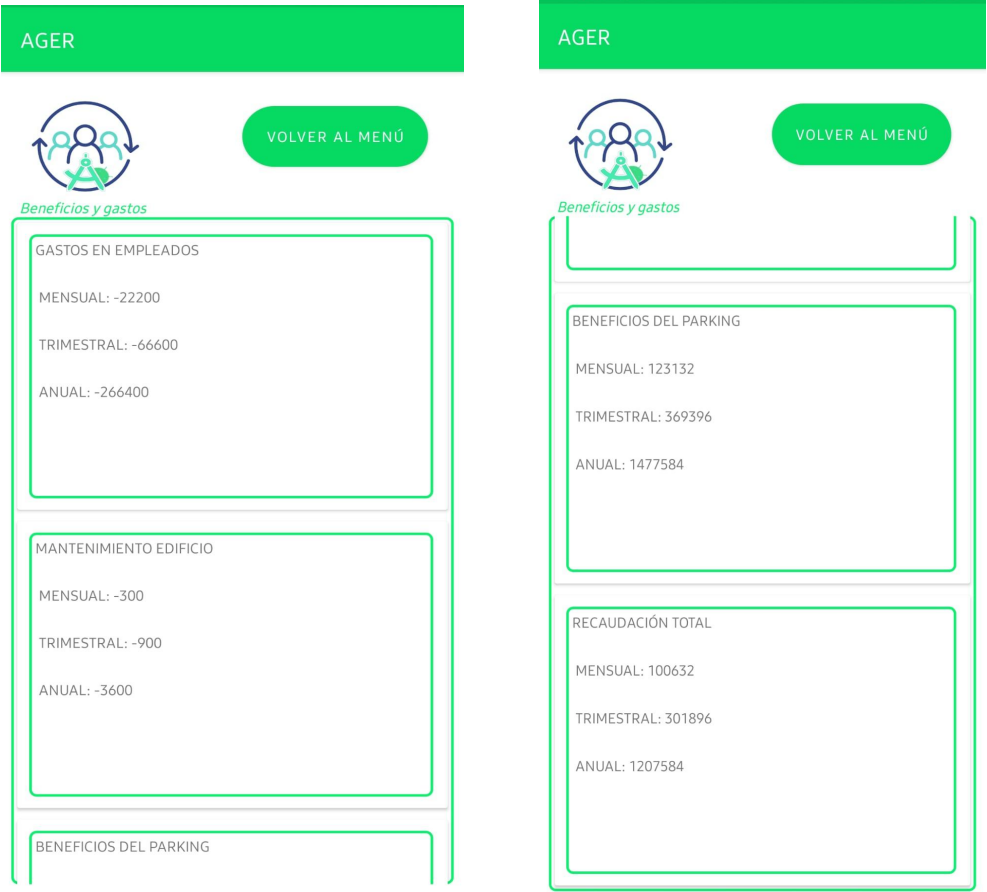 AGER
VOLVER AL MENÚ
Beneficios y gastos
GASTOS EN EMPLEADOS
MENSUAL: -22200
TRIMESTRAL: -66600
ANUAL: -266400
MANTENIMIENTO EDIFICIO
MENSUAL: -300
TRIMESTRAL: -900
ANUAL: -3600
BENEFICIOS DEL PARKING
AGER
VOLVER AL MENÚ
Beneficios y gastos
BENEFICIOS DEL PARKING
MENSUAL: 123132
TRIMESTRAL: 369396
ANUAL: 1477584
RECAUDACIÓN TOTAL
MENSUAL: 100632
TRIMESTRAL: 301896
ANUAL: 1207584